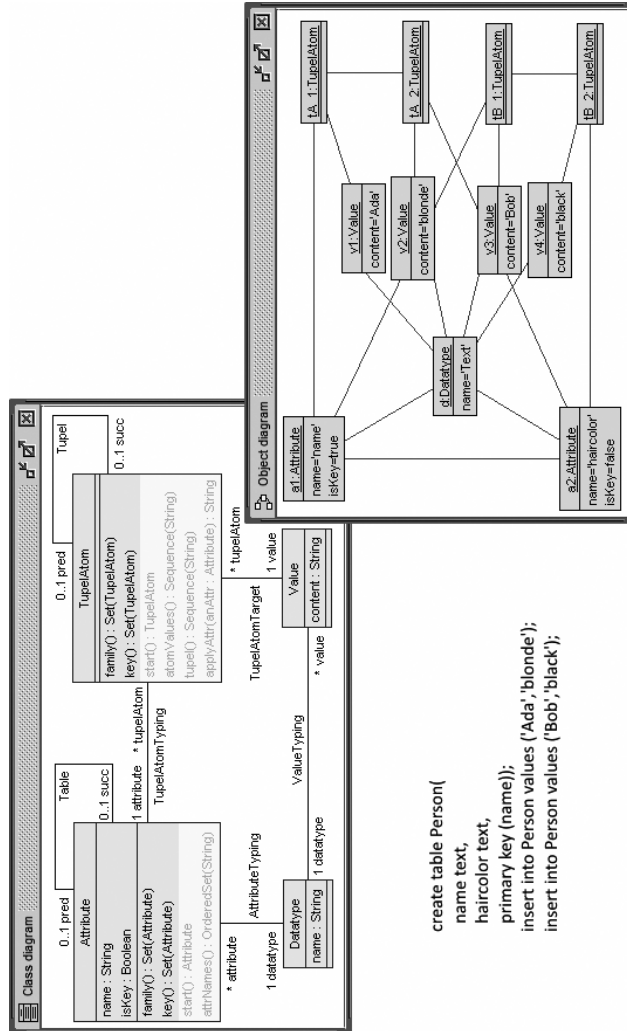 Class diagram
0..1 pred
Table
Attribute
0..1 succ
name : String
isKey : Boolean
family() : Set(Attribute)
key() : Set(Attribute)
start() : Attribute
attrNames() : OrderedSet(String)
0..1 pred
Tupel
TupelAtom
0..1 succ
family() : Set(TupelAtom)
key() : Set(TupelAtom)
start() : TupelAtom
atomValues() : Sequence(String)
tupel() : Sequence(String)
applyAttr(anAttr : Attribute) : String
1 attribute
* tupelAtom
TupelAtomTyping
* attribute
AttributeTyping
1 datatype
* tupelAtom
TupelAtomTarget
1 value
Datatype
name : String
1 datatype
ValueTyping
* value
Value
content : String
create table Person(
name text,
haircolor text,
primary key (name));
insert into Person values ('Ada','blonde');
insert into Person values ('Bob','black');
Object diagram
a1:Attribute
name='name'
isKey=true
a2:Attribute
name='haircolor'
isKey=false
d:Datatype
name='Text'
v1:Value
content='Ada'
v2:Value
content='blonde'
v3:Value
content='Bob'
v4:Value
content='black'
tA_1:TupelAtom
tA_2:TupelAtom
tB_1:TupelAtom
tB_2:TupelAtom